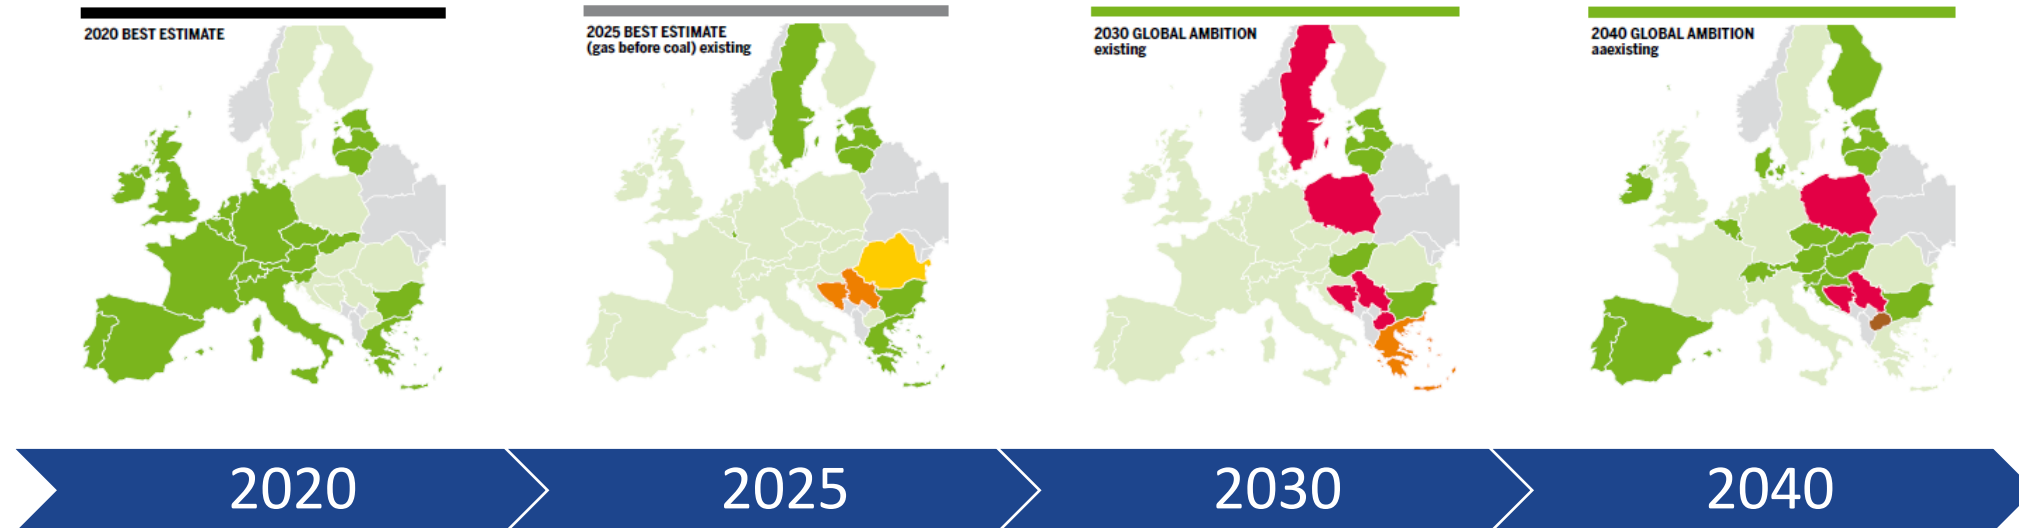 2020 BEST ESTIMATE
2025 BEST ESTIMATE
(gas before coal) existing
2030 GLOBAL AMBITION
existing
2040 GLOBAL AMBITION
aaexisting
2020
2025
2030
2040